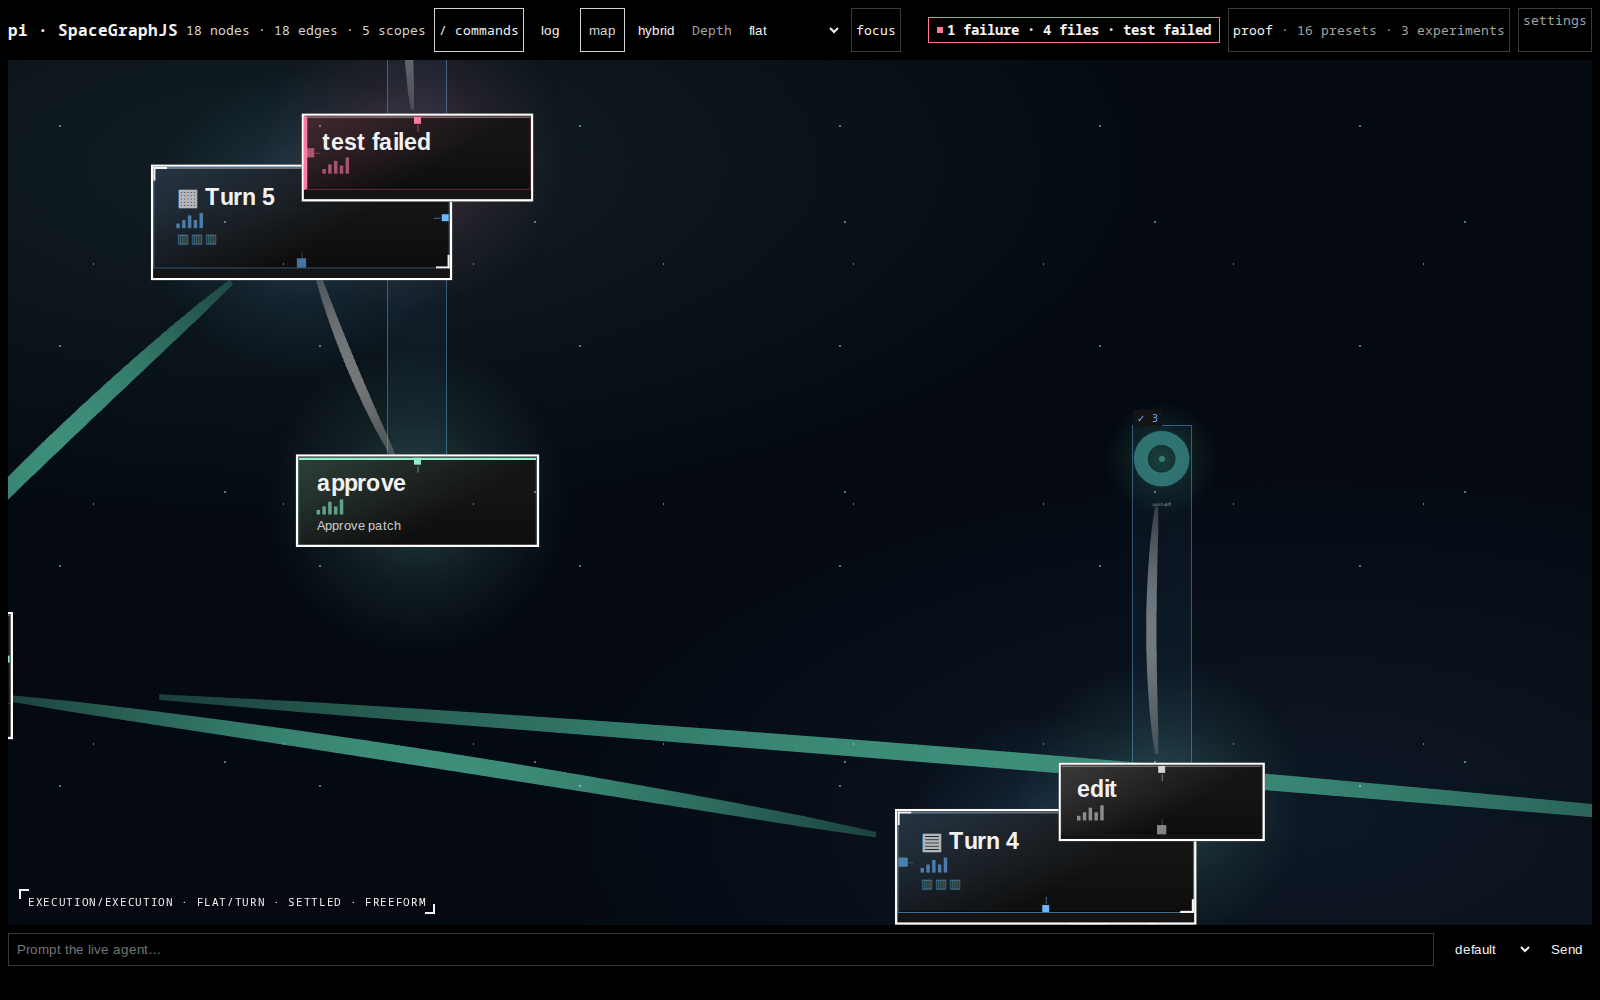 pi · SpaceGraphJS 18 nodes · 18 edges · 5 scopes / commands log map hybrid Depth flat focus 1 failure · 4 files · test failed proof · 16 presets · 3 experiments settings
test failed
Turn 5
approve
Approve patch
✓ 3
edit
Turn 4
EXECUTION/EXECUTION · FLAT/TURN · SETTLED · FREEFORM
Prompt the live agent… default Send